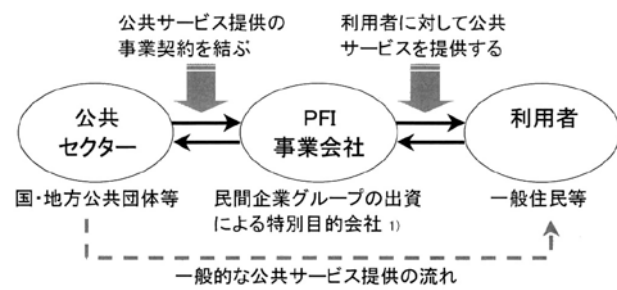 公共サービス提供の
事業契約を結ぶ
利用者に対して公共
サービスを提供する
公共
セクター
PFI
事業会社
利用者
国・地方公共団体等
民間企業グループの出資
による特別目的会社 1)
一般住民等
一般的な公共サービス提供の流れ